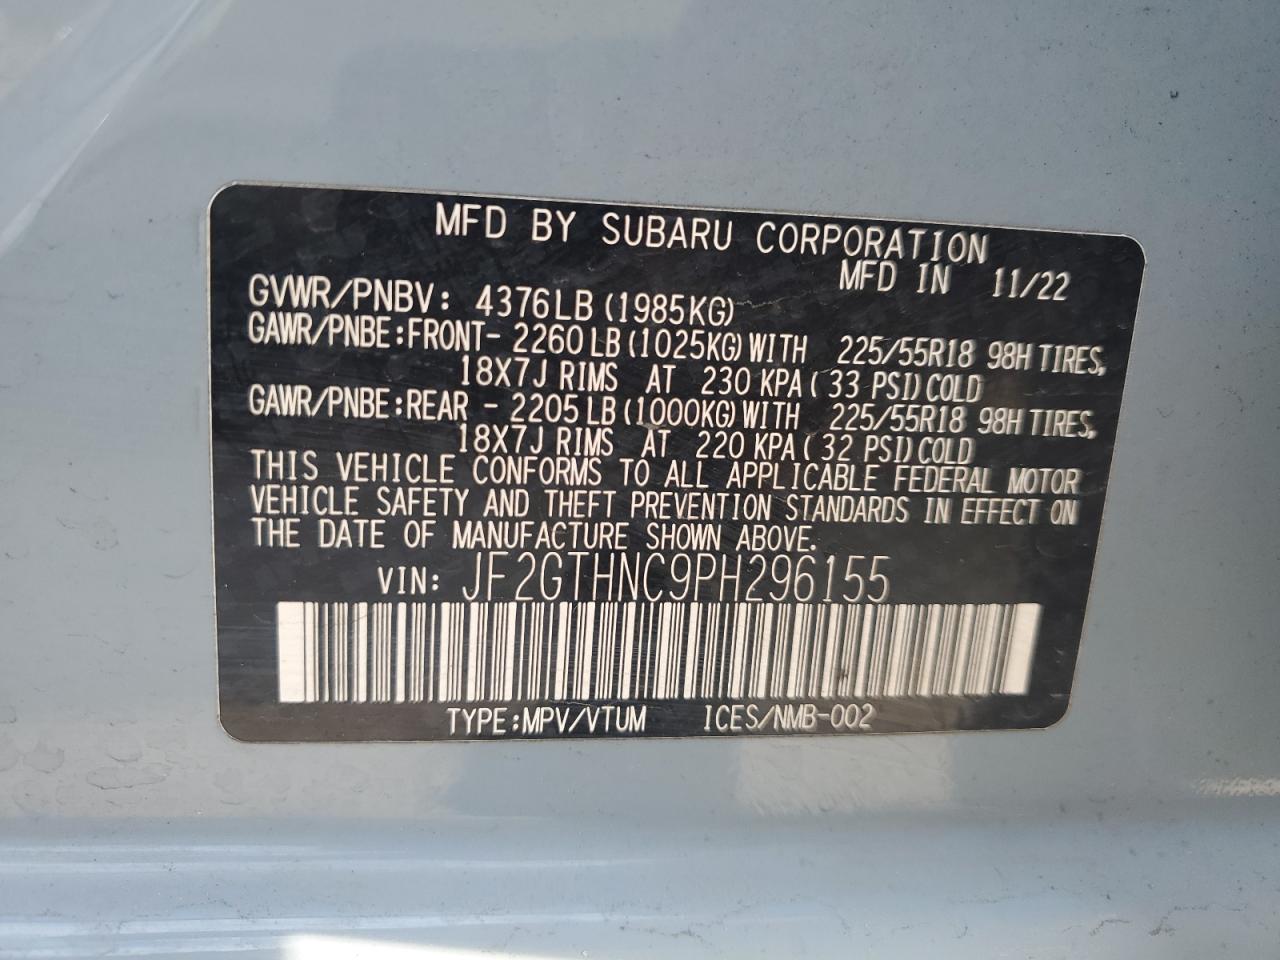 MFD BY SUBARU CORPORATION
MFD IN 11/22
GVWR/PNBV: 4376LB (1985KG)
GAWR/PNBE:FRONT- 2260 LB (1025KG) WITH 225/55R18 98H TIRES,
18X7J RIMS AT 230 KPA ( 33 PSI) COLD
GAWR/PNBE:REAR - 2205 LB (1000KG) WITH 225/55R18 98H TIRES,
18X7J RIMS AT 220 KPA ( 32 PSI) COLD
THIS VEHICLE CONFORMS TO ALL APPLICABLE FEDERAL MOTOR
VEHICLE SAFETY AND THEFT PREVENTION STANDARDS IN EFFECT ON
THE DATE OF MANUFACTURE SHOWN ABOVE.
VIN: JF2GTHNC9PH296155
TYPE:MPV/VTUM ICES/NMB-002